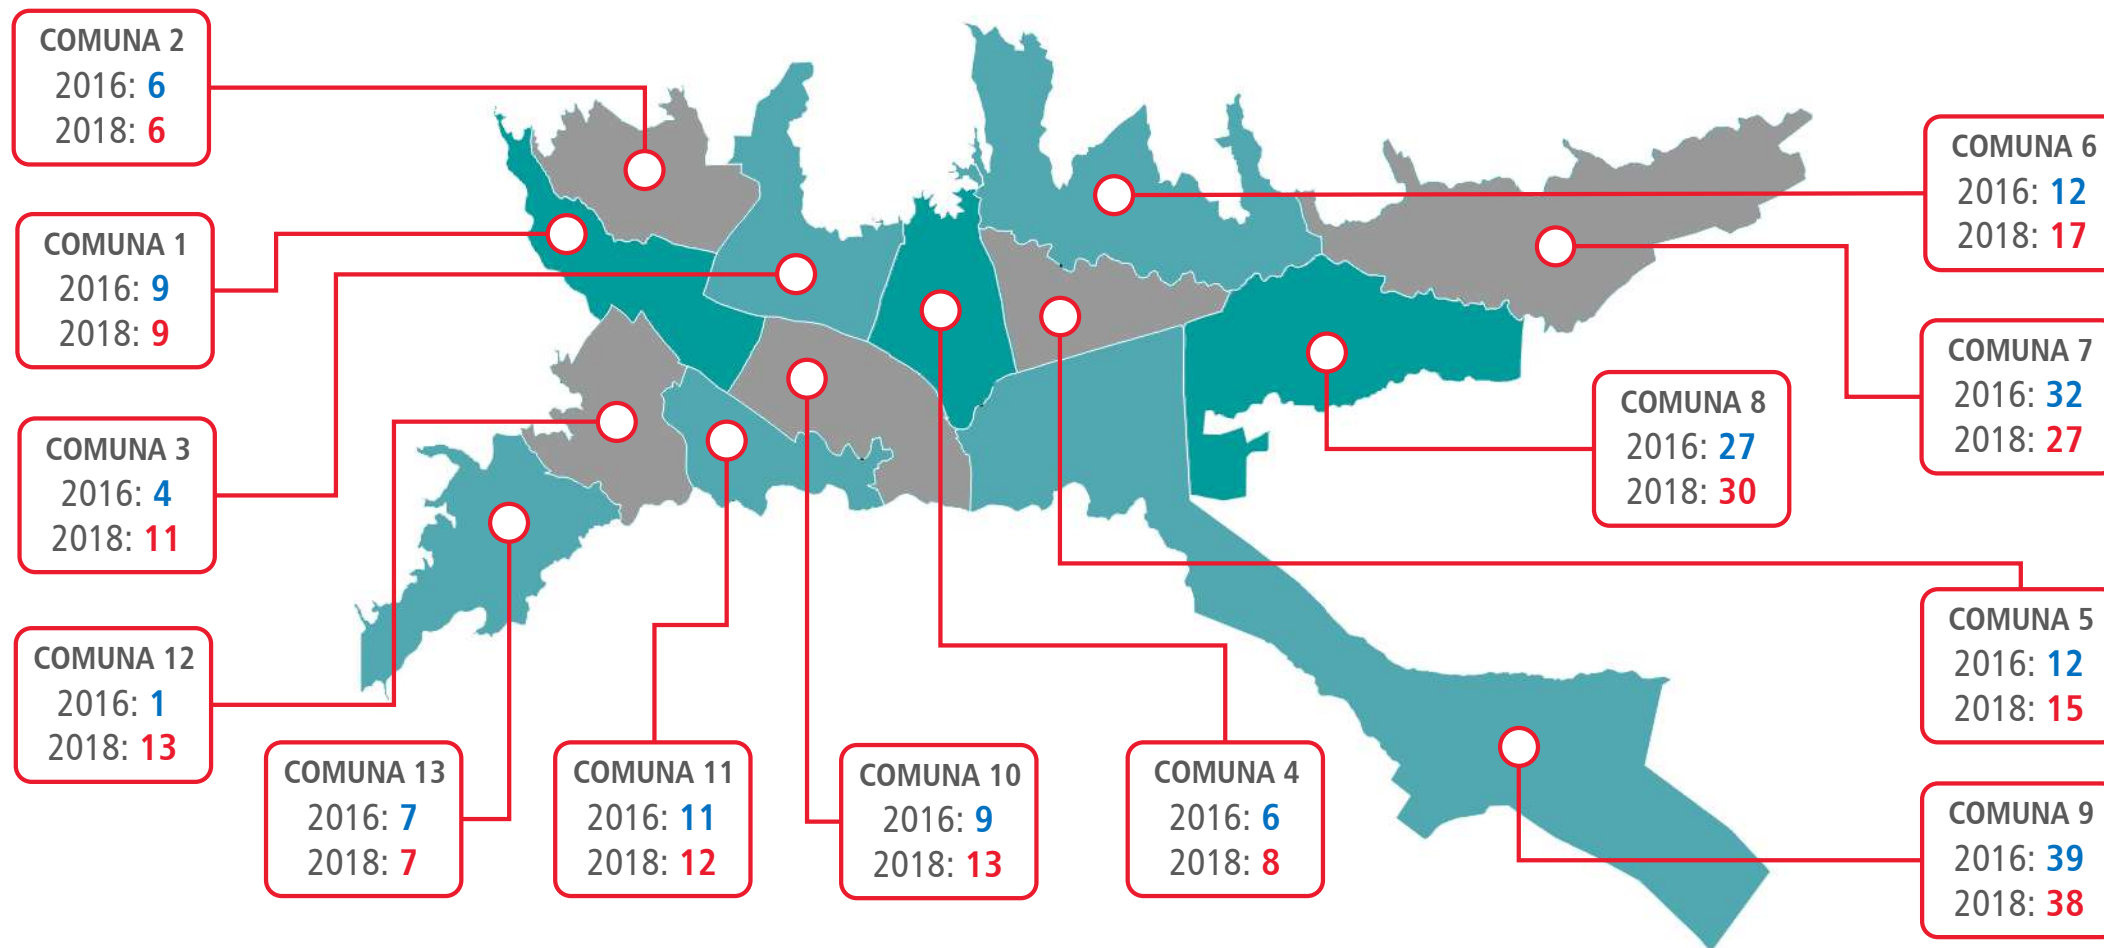 COMUNA 2
2016: 6
2018: 6
COMUNA 1
2016: 9
2018: 9
COMUNA 3
2016: 4
2018: 11
COMUNA 12
2016: 1
2018: 13
COMUNA 13
2016: 7
2018: 7
COMUNA 11
2016: 11
2018: 12
COMUNA 10
2016: 9
2018: 13
COMUNA 4
2016: 6
2018: 8
COMUNA 8
2016: 27
2018: 30
COMUNA 6
2016: 12
2018: 17
COMUNA 7
2016: 32
2018: 27
COMUNA 5
2016: 12
2018: 15
COMUNA 9
2016: 39
2018: 38